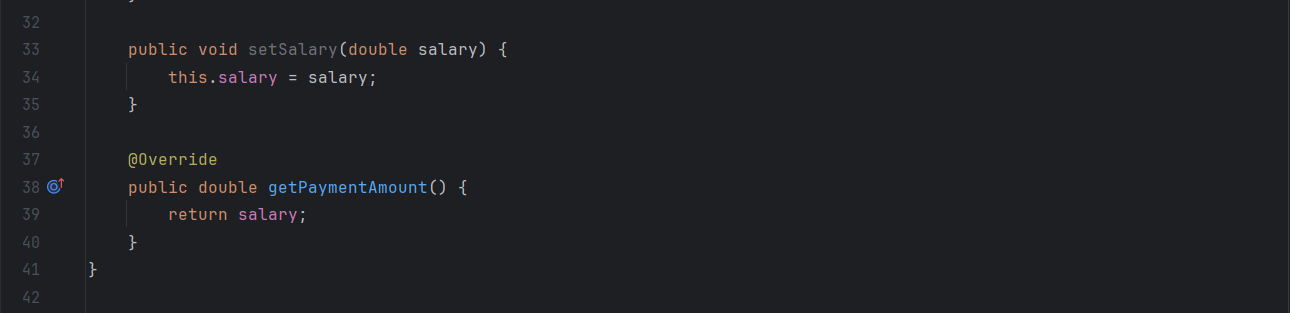 32
33 public void setSalary(double salary) {
34 this.salary = salary;
35 }
36
37 @Override
38 public double getPaymentAmount() {
39 return salary;
40 }
41 }
42